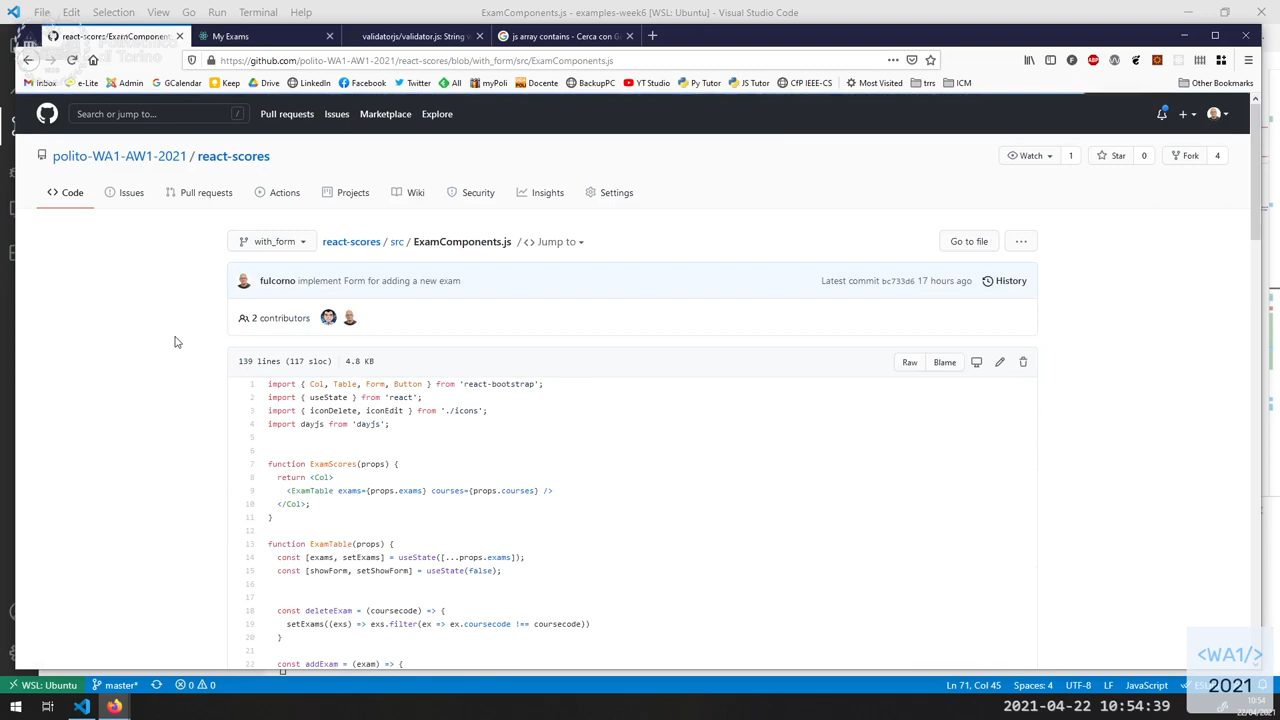 File Edit Selection View Go Run Terminal Help ExamComponents.js - examples-week6 [WSL: Ubuntu] - Visual Studio Code
react-scores/ExamComponent My Exams validatorjs/validator.js: String v js array contains - Cerca con G
https://github.com/polito-WA1-AW1-2021/react-scores/blob/with_form/src/ExamComponents.js
Inbox e-Lite Admin GCalendar Keep Drive LinkedIn Facebook Twitter All myPoli Docente BackupPC YT Studio Py Tutor JS Tutor CfP IEEE-CS Most Visited trrs ICM Other Bookmarks
Search or jump to... / Pull requests Issues Marketplace Explore
polito-WA1-AW1-2021 / react-scores Watch 1 Star 0 Fork 4
Code Issues Pull requests Actions Projects Wiki Security Insights Settings
with_form react-scores / src / ExamComponents.js / <> Jump to Go to file ...
fulcorno implement Form for adding a new exam Latest commit bc733d6 17 hours ago History
2 contributors
139 lines (117 sloc) 4.8 KB Raw Blame
1 import { Col, Table, Form, Button } from 'react-bootstrap';
2 import { useState } from 'react';
3 import { iconDelete, iconEdit } from './icons';
4 import dayjs from 'dayjs';
5
6
7 function ExamScores(props) {
8 return <Col>
9 <ExamTable exams={props.exams} courses={props.courses} />
10 </Col>;
11 }
12
13 function ExamTable(props) {
14 const [exams, setExams] = useState([...props.exams]);
15 const [showForm, setShowForm] = useState(false);
16
17
18 const deleteExam = (coursecode) => {
19 setExams((exs) => exs.filter(ex => ex.coursecode !== coursecode))
20 }
21
22 const addExam = (exam) => {
<WA1/>
2021
WSL: Ubuntu master* 0 0 Ln 71, Col 45 Spaces: 4 UTF-8 LF JavaScript
2021-04-22 10:54:39
10:54
22/04/2021